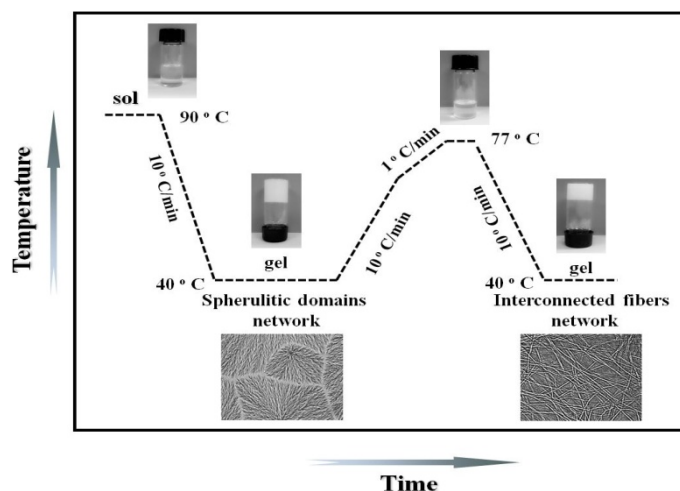 sol
90 ° C
10° C/min
40 ° C
gel
Spherulitic domains
network
10° C/min
1° C/min
77 ° C
10° C/min
40 ° C
gel
Interconnected fibers
network
Temperature
Time